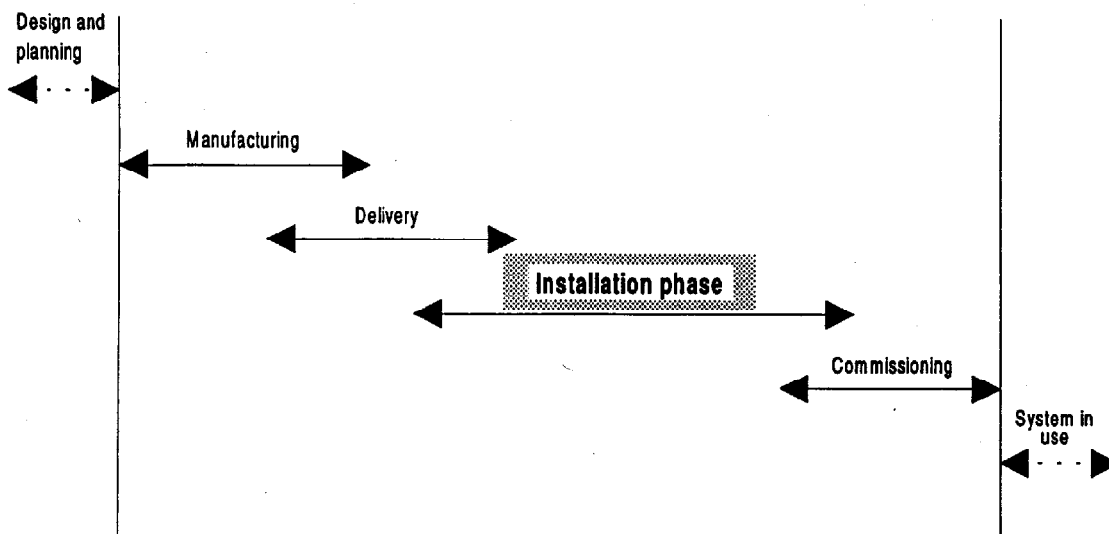 Design and
planning
Manufacturing
Delivery
Installation phase
Commissioning
System in
use